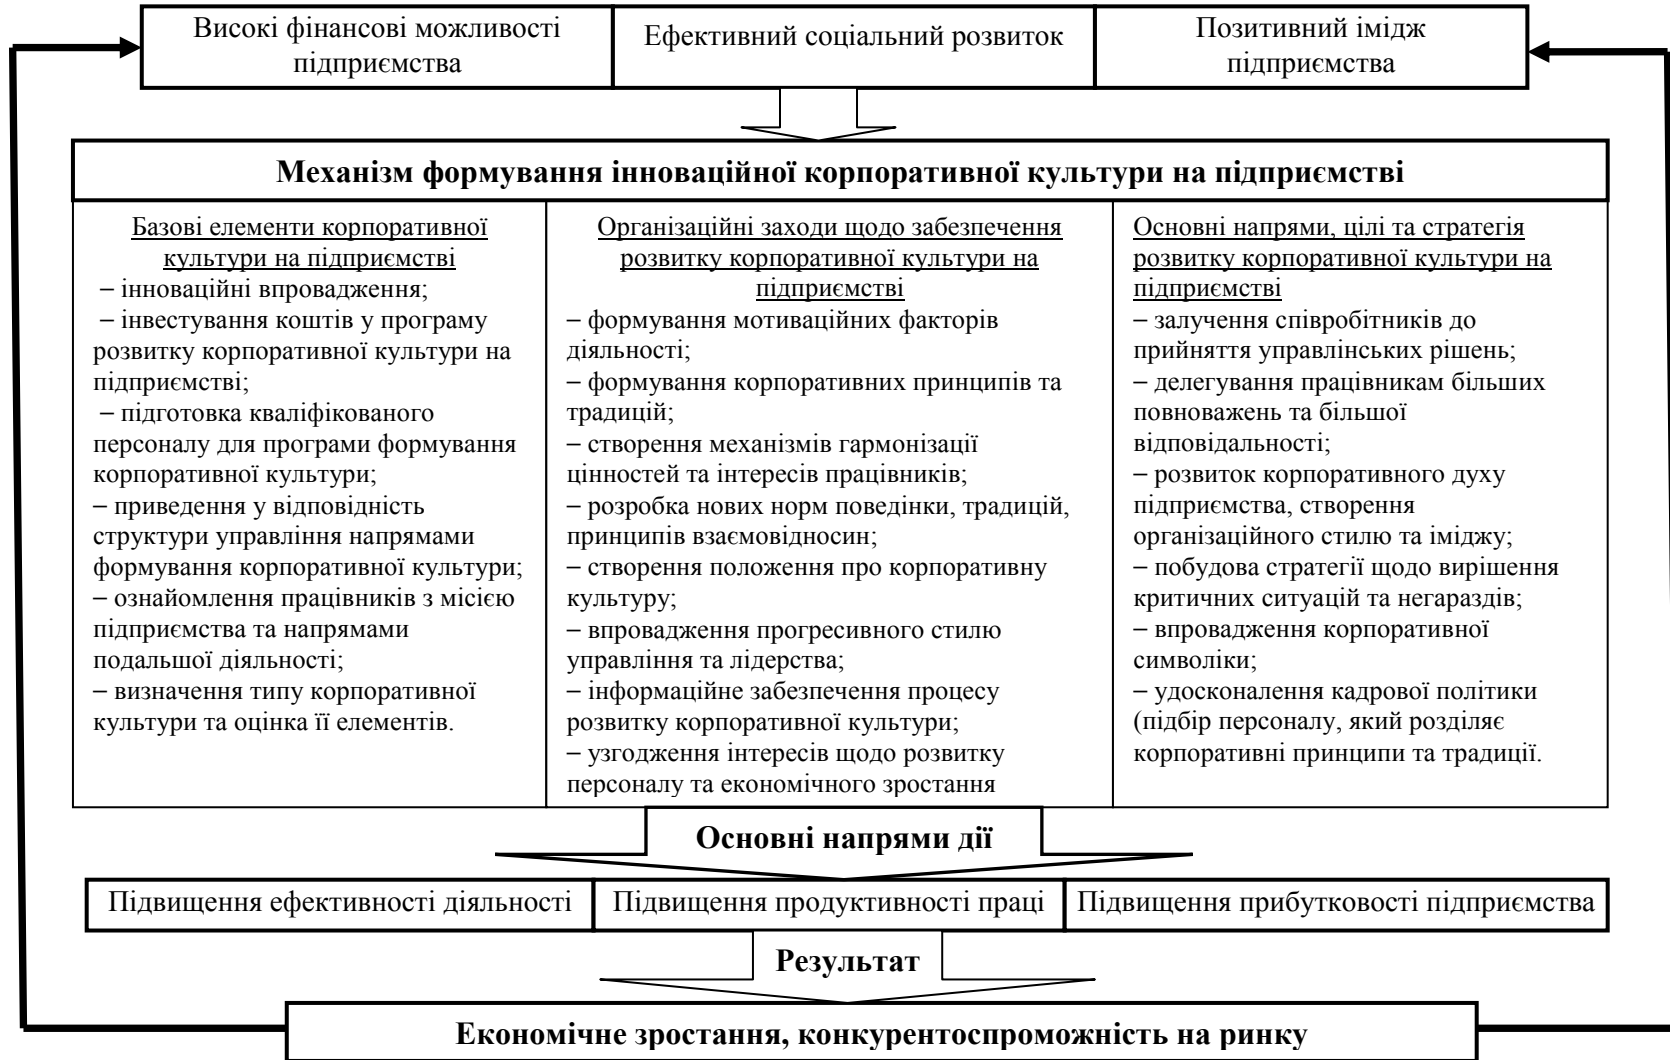 Високі фінансові можливості
підприємства
Ефективний соціальний розвиток
Позитивний імідж
підприємства
Механізм формування інноваційної корпоративної культури на підприємстві
Базові елементи корпоративної
культури на підприємстві
– інноваційні впровадження;
– інвестування коштів у програму
розвитку корпоративної культури на
підприємстві;
– підготовка кваліфікованого
персоналу для програми формування
корпоративної культури;
– приведення у відповідність
структури управління напрямами
формування корпоративної культури;
– ознайомлення працівників з місією
підприємства та напрямами
подальшої діяльності;
– визначення типу корпоративної
культури та оцінка її елементів.
Організаційні заходи щодо забезпечення
розвитку корпоративної культури на
підприємстві
– формування мотиваційних факторів
діяльності;
– формування корпоративних принципів та
традицій;
– створення механізмів гармонізації
цінностей та інтересів працівників;
– розробка нових норм поведінки, традицій,
принципів взаємовідносин;
– створення положення про корпоративну
культуру;
– впровадження прогресивного стилю
управління та лідерства;
– інформаційне забезпечення процесу
розвитку корпоративної культури;
– узгодження інтересів щодо розвитку
персоналу та економічного зростання
Основні напрями, цілі та стратегія
розвитку корпоративної культури на
підприємстві
– залучення співробітників до
прийняття управлінських рішень;
– делегування працівникам більших
повноважень та більшої
відповідальності;
– розвиток корпоративного духу
підприємства, створення
організаційного стилю та іміджу;
– побудова стратегії щодо вирішення
критичних ситуацій та негараздів;
– впровадження корпоративної
символіки;
– удосконалення кадрової політики
(підбір персоналу, який розділяє
корпоративні принципи та традиції.
Основні напрями дії
Підвищення ефективності діяльності
Підвищення продуктивності праці
Підвищення прибутковості підприємства
Результат
Економічне зростання, конкурентоспроможність на ринку